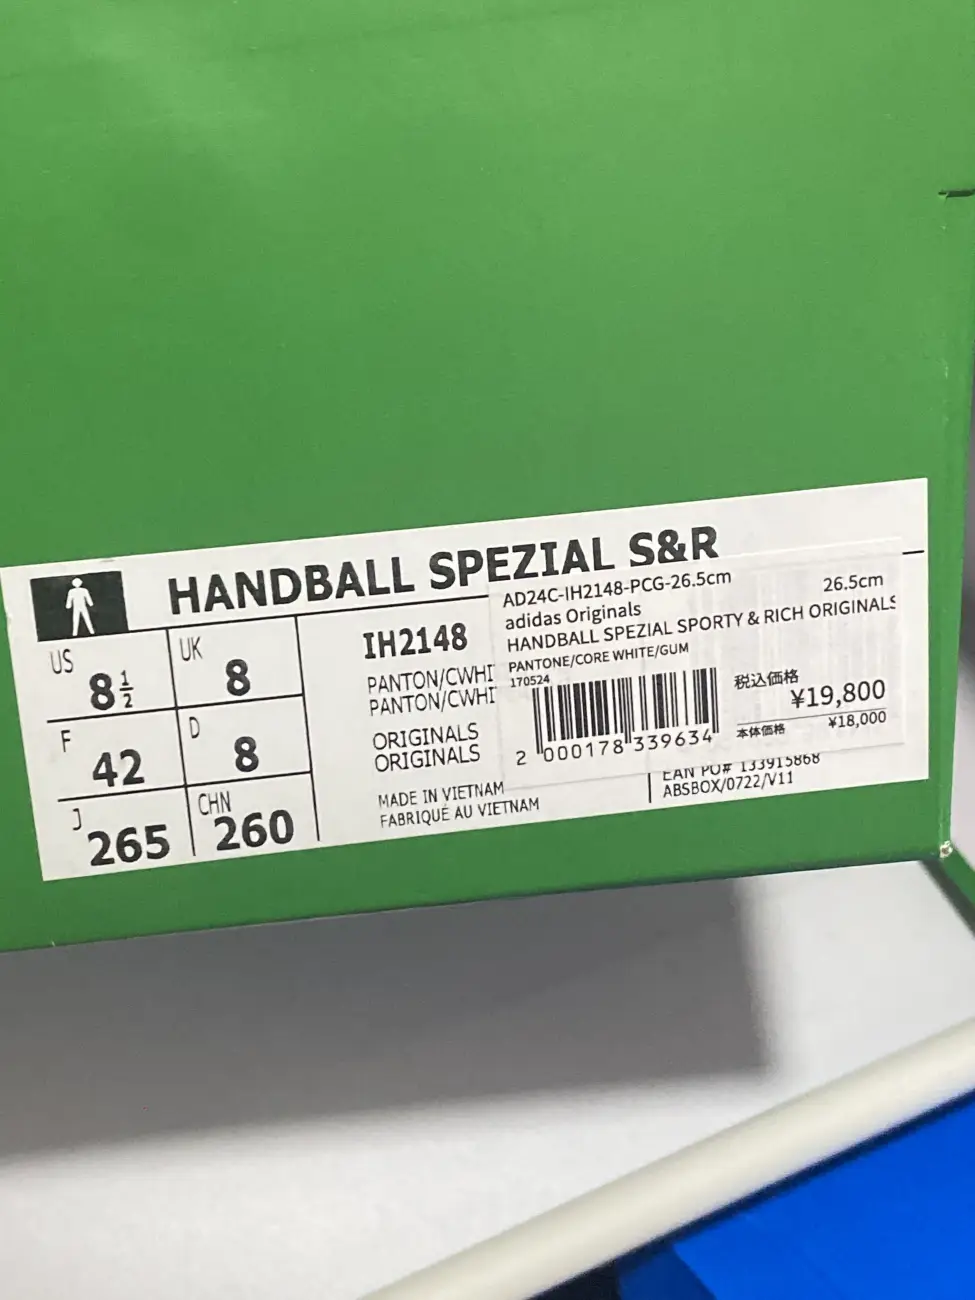 HANDBALL SPEZIAL S&R
US
8½
UK
8
F
42
D
8
J
265
CHN
260
IH2148
PANTON/CWHI
PANTON/CWHI
ORIGINALS
ORIGINALS
MADE IN VIETNAM
FABRIQUÉ AU VIETNAM
AD24C-IH2148-PCG-26.5cm
26.5cm
adidas Originals
HANDBALL SPEZIAL SPORTY & RICH ORIGINALS
PANTONE/CORE WHITE/GUM
170524
税込価格
¥19,800
本体価格
¥18,000
2 000178 339634
EAN PO# 133915868
ABSBOX/0722/V11